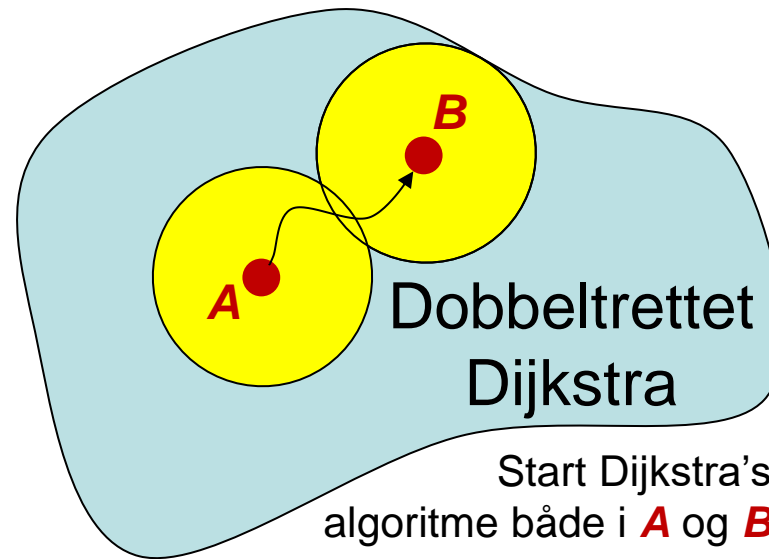 B
A
Dobbeltrettet
Dijkstra
Start Dijkstra's
algoritme både i A og B